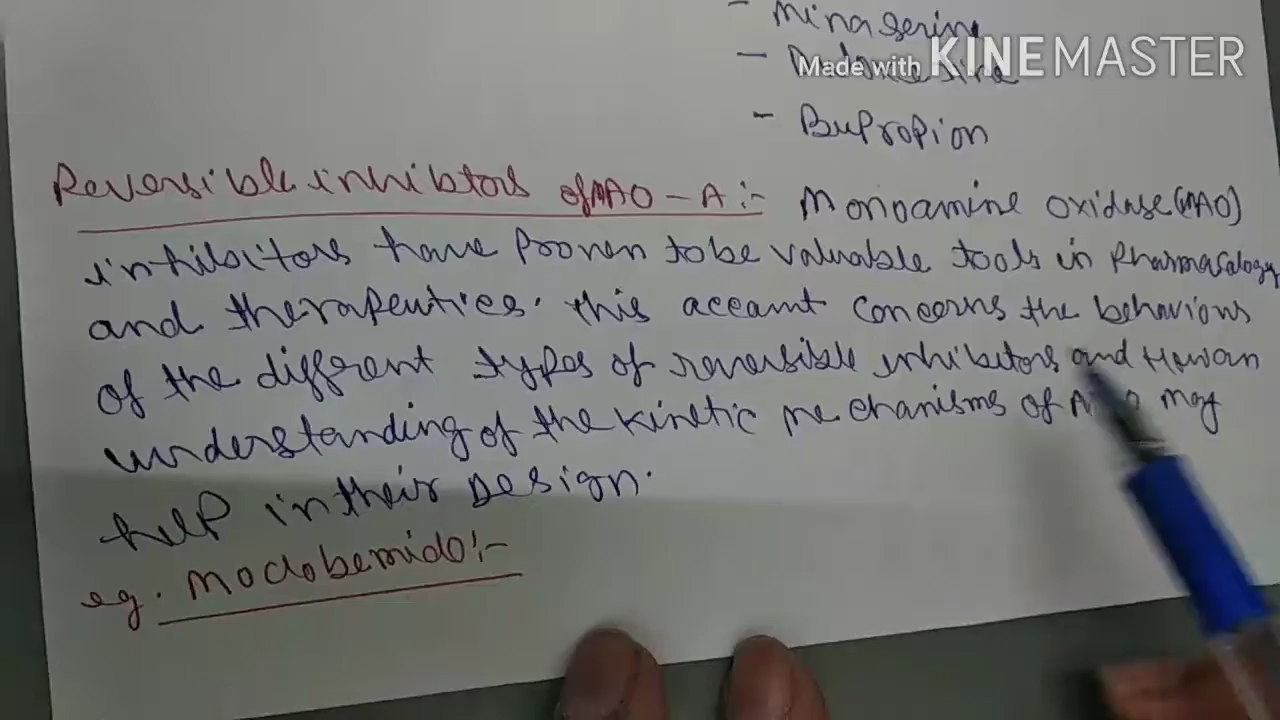 - Minaserin
Made with KINEMASTER
- Bupropion
Reversible inhibitors of MAO-A :- Monoamine oxidase (MAO)
inhibitors have proven to be valuable tools in Pharmacology
and therapeutics. this account concerns the behaviours
of the different types of reversible inhibitors and How an
understanding of the kinetic mechanisms of may
help in their Design.
eg. Moclobemide :-